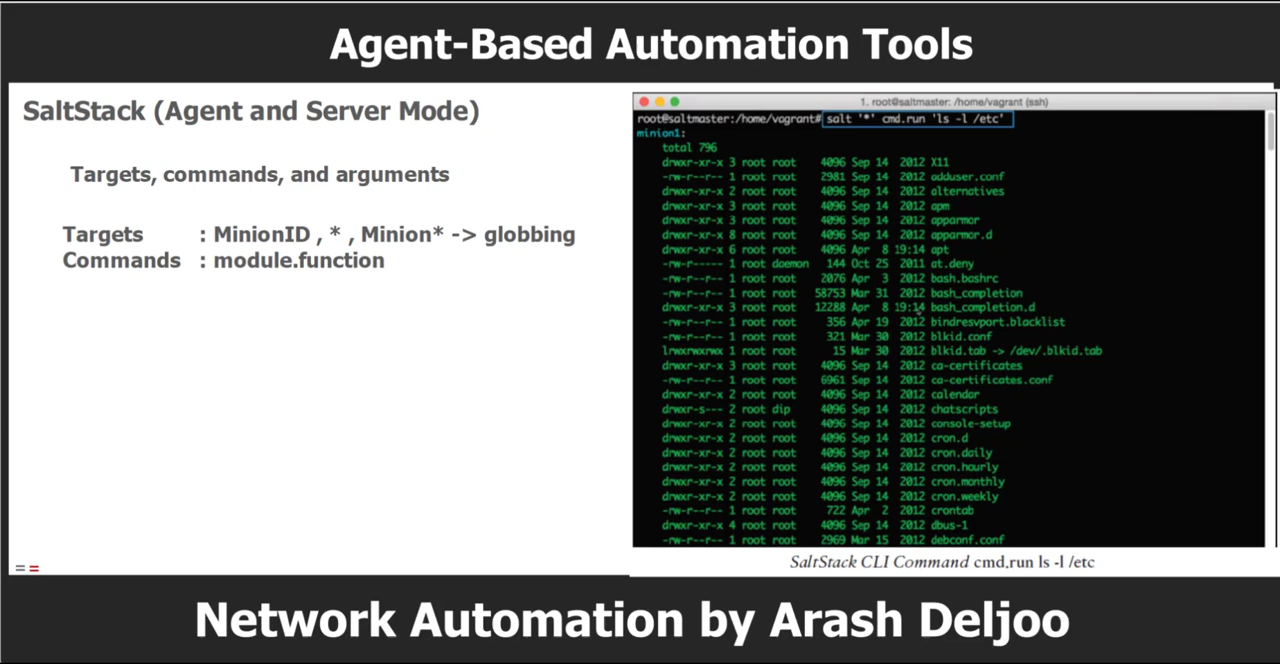 Agent-Based Automation Tools
SaltStack (Agent and Server Mode)
Targets, commands, and arguments
Targets : MinionID , * , Minion* -> globbing
Commands : module.function
1. root@saltmaster: /home/vagrant (ssh)
root@saltmaster:/home/vagrant# salt '*' cmd.run 'ls -l /etc'
minion1:
total 796
drwxr-xr-x 3 root root 4096 Sep 14 2012 X11
-rw-r--r-- 1 root root 2981 Sep 14 2012 adduser.conf
drwxr-xr-x 2 root root 4096 Sep 14 2012 alternatives
drwxr-xr-x 3 root root 4096 Sep 14 2012 apm
drwxr-xr-x 3 root root 4096 Sep 14 2012 apparmor
drwxr-xr-x 8 root root 4096 Sep 14 2012 apparmor.d
drwxr-xr-x 6 root root 4096 Apr 8 19:14 apt
-rw-r----- 1 root daemon 144 Oct 25 2011 at.deny
-rw-r--r-- 1 root root 2076 Apr 3 2012 bash.bashrc
-rw-r--r-- 1 root root 58753 Mar 31 2012 bash_completion
drwxr-xr-x 3 root root 12288 Apr 8 19:14 bash_completion.d
-rw-r--r-- 1 root root 356 Apr 19 2012 bindresvport.blacklist
-rw-r--r-- 1 root root 321 Mar 30 2012 blkid.conf
lrwxrwxrwx 1 root root 15 Mar 30 2012 blkid.tab -> /dev/.blkid.tab
drwxr-xr-x 3 root root 4096 Sep 14 2012 ca-certificates
-rw-r--r-- 1 root root 6961 Sep 14 2012 ca-certificates.conf
drwxr-xr-x 2 root root 4096 Sep 14 2012 calendar
drwxr-s--- 2 root dip 4096 Sep 14 2012 chatscripts
drwxr-xr-x 2 root root 4096 Sep 14 2012 console-setup
drwxr-xr-x 2 root root 4096 Sep 14 2012 cron.d
drwxr-xr-x 2 root root 4096 Sep 14 2012 cron.daily
drwxr-xr-x 2 root root 4096 Sep 14 2012 cron.hourly
drwxr-xr-x 2 root root 4096 Sep 14 2012 cron.monthly
drwxr-xr-x 2 root root 4096 Sep 14 2012 cron.weekly
-rw-r--r-- 1 root root 722 Apr 2 2012 crontab
drwxr-xr-x 4 root root 4096 Sep 14 2012 dbus-1
-rw-r--r-- 1 root root 2969 Mar 15 2012 debconf.conf
SaltStack CLI Command cmd.run ls -l /etc
Network Automation by Arash Deljoo